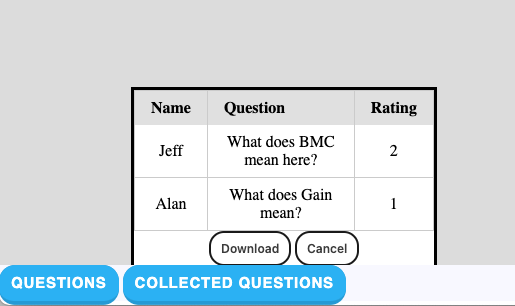 Name Question Rating
Jeff What does BMC mean here? 2
Alan What does Gain mean? 1
Download Cancel
QUESTIONS COLLECTED QUESTIONS